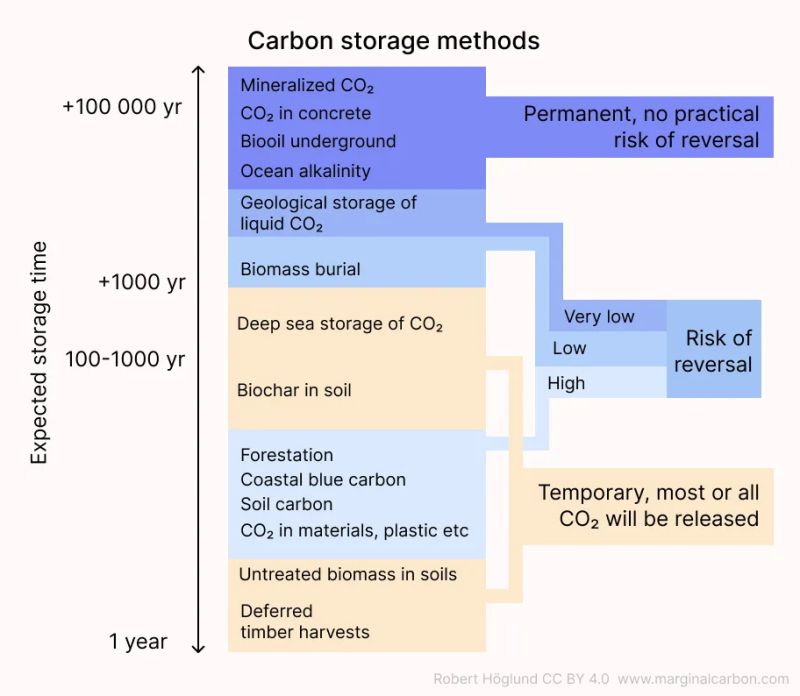 Carbon storage methods
Expected storage time
+100 000 yr
+1000 yr
100-1000 yr
1 year
Mineralized CO₂
CO₂ in concrete
Biooil underground
Ocean alkalinity
Geological storage of
liquid CO₂
Biomass burial
Deep sea storage of CO₂
Biochar in soil
Forestation
Coastal blue carbon
Soil carbon
CO₂ in materials, plastic etc
Untreated biomass in soils
Deferred
timber harvests
Permanent, no practical
risk of reversal
Very low
Low
High
Risk of
reversal
Temporary, most or all
CO₂ will be released
Robert Höglund CC BY 4.0 www.marginalcarbon.com